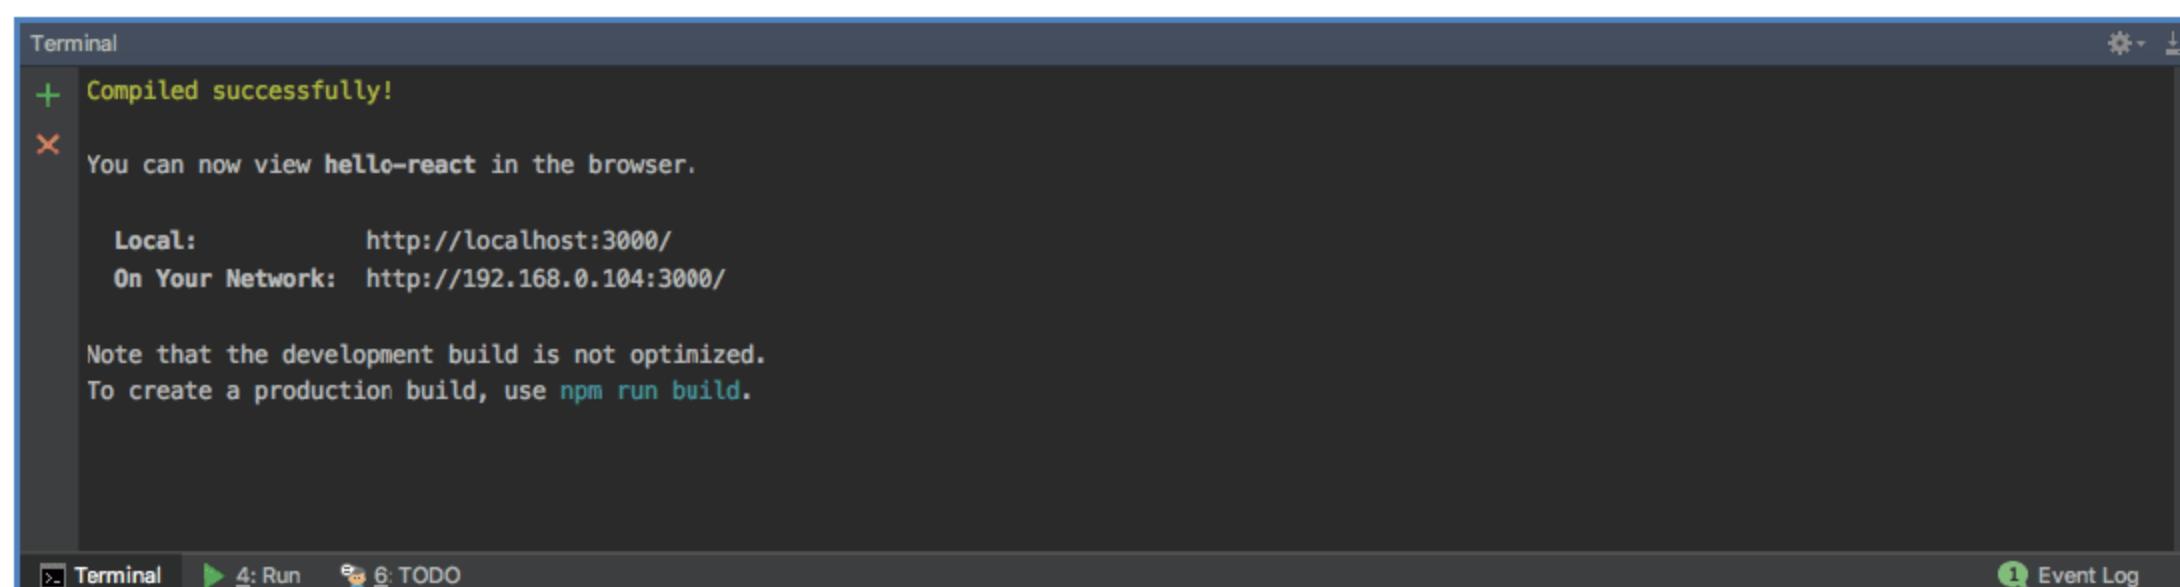 Terminal
Compiled successfully!
You can now view hello-react in the browser.
Local: http://localhost:3000/
On Your Network: http://192.168.0.104:3000/
Note that the development build is not optimized.
To create a production build, use npm run build.
Terminal 4: Run 6: TODO 1 Event Log